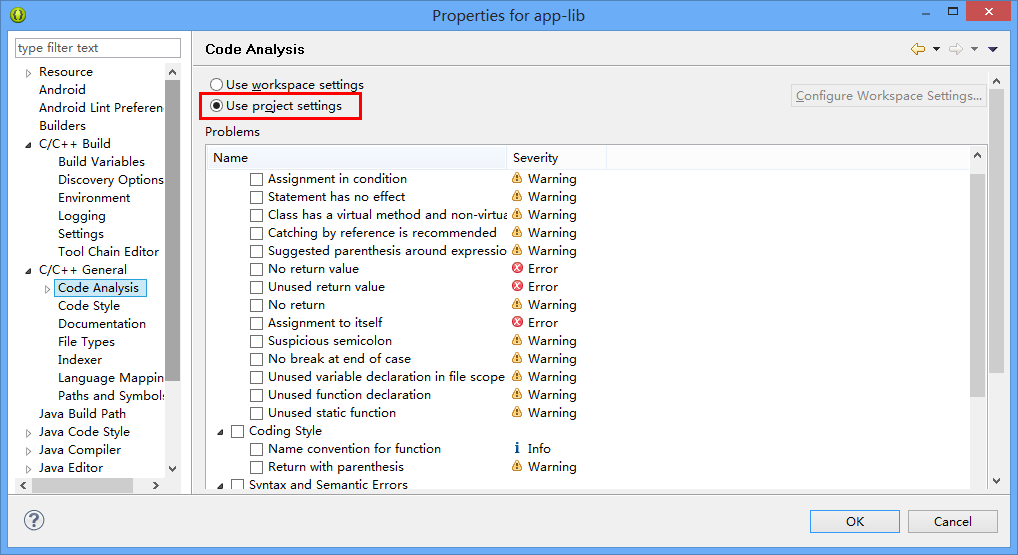 Properties for app-lib
type filter text
Resource
Android
Android Lint Preferen
Builders
C/C++ Build
Build Variables
Discovery Options
Environment
Logging
Settings
Tool Chain Editor
C/C++ General
Code Analysis
Code Style
Documentation
File Types
Indexer
Language Mappin
Paths and Symbols
Java Build Path
Java Code Style
Java Compiler
Java Editor
Code Analysis
Use workspace settings
Use project settings
Configure Workspace Settings...
Problems
Name Severity
Assignment in condition Warning
Statement has no effect Warning
Class has a virtual method and non-virtua Warning
Catching by reference is recommended Warning
Suggested parenthesis around expressio Warning
No return value Error
Unused return value Error
No return Warning
Assignment to itself Error
Suspicious semicolon Warning
No break at end of case Warning
Unused variable declaration in file scope Warning
Unused function declaration Warning
Unused static function Warning
Coding Style
Name convention for function Info
Return with parenthesis Warning
Syntax and Semantic Errors
OK Cancel